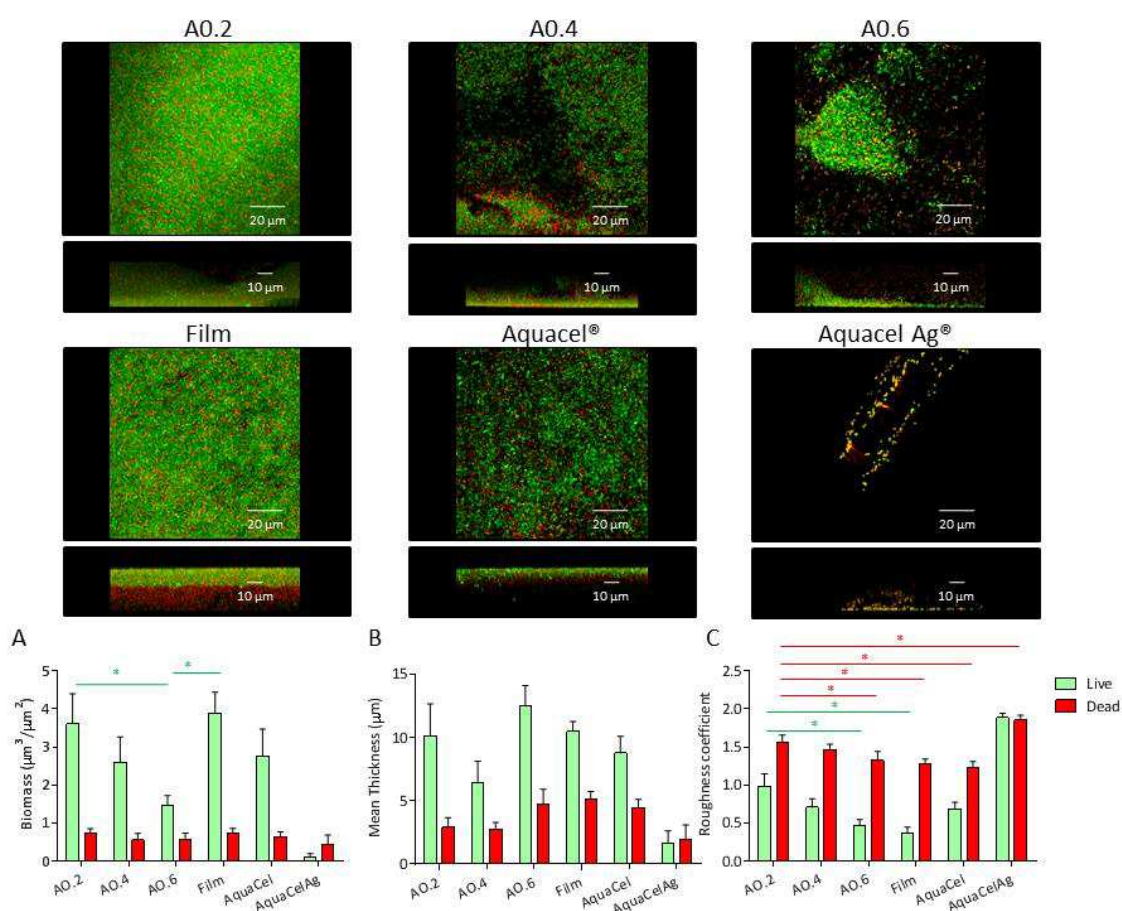 A0.2 A0.4 A0.6
20 µm 20 µm 20 µm
10 µm 10 µm 10 µm
Film Aquacel® Aquacel Ag®
20 µm 20 µm 20 µm
10 µm 10 µm 10 µm
A
Biomass (µm³/µm²)
5
4
3
2
1
0
* *
A0.2 A0.4 A0.6 Film AquaCel AquaCelAg
B
Mean Thickness (µm)
15
10
5
0
A0.2 A0.4 A0.6 Film AquaCel AquaCelAg
C
Roughness coefficient
2.5
2.0
1.5
1.0
0.5
0.0
*
*
*
*
*
*
A0.2 A0.4 A0.6 Film AquaCel AquaCelAg
Live
Dead